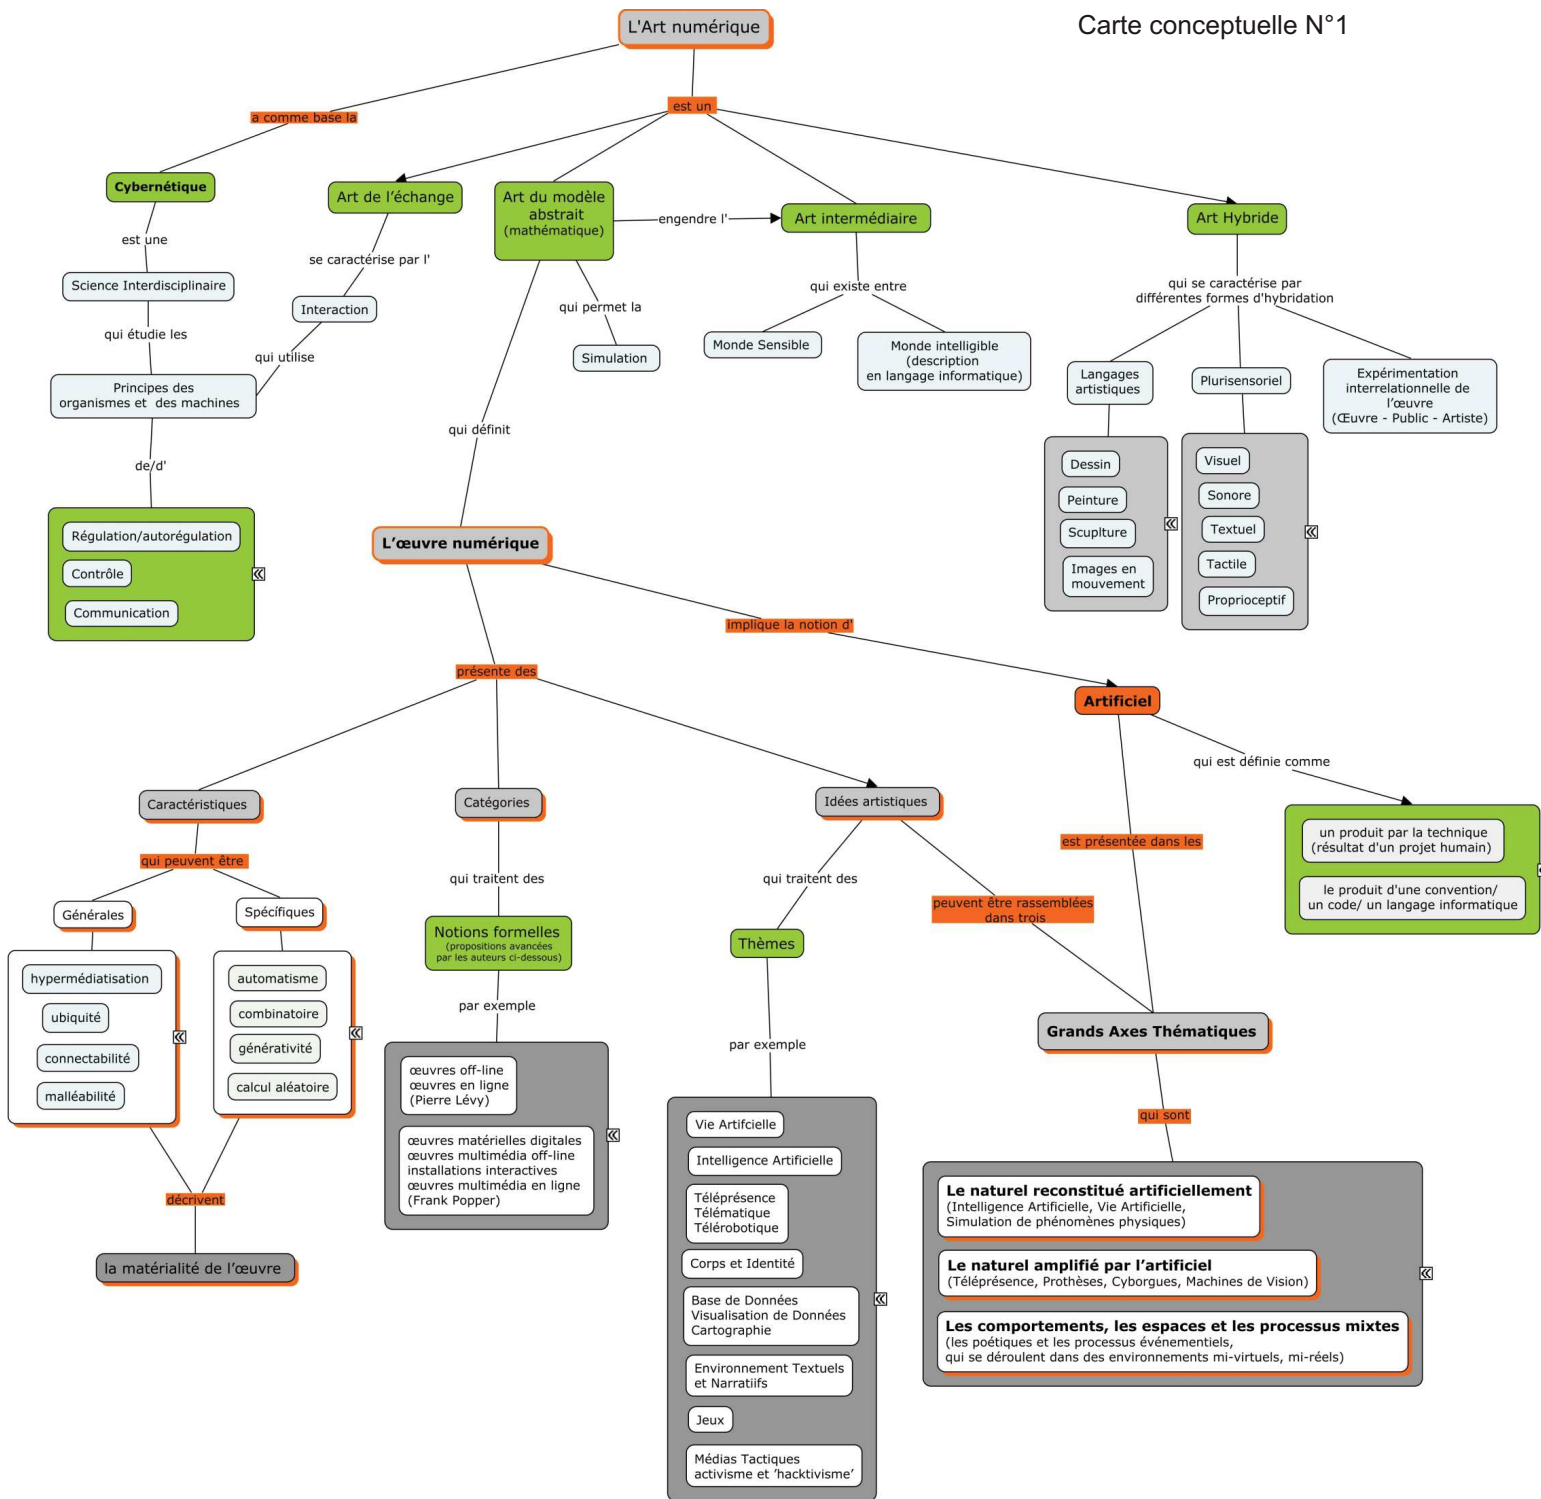 L'Art numérique
Carte conceptuelle N°1
a comme base la
est un
Cybernétique
Art de l’échange
Art du modèle
abstrait
(mathématique)
engendre l'
Art intermédiaire
Art Hybride
est une
se caractérise par l'
Science Interdisciplinaire
Interaction
qui permet la
qui existe entre
qui se caractérise par
différentes formes d'hybridation
qui étudie les
qui utilise
Simulation
Monde Sensible
Monde intelligible
(description
en langage informatique)
Langages
artistiques
Plurisensoriel
Expérimentation
interrelationnelle de
l’œuvre
(Œuvre - Public - Artiste)
Principes des
organismes et des machines
qui définit
de/d'
Dessin
Peinture
Scuplture
Images en
mouvement
Visuel
Sonore
Textuel
Tactile
Proprioceptif
Régulation/autorégulation
Contrôle
Communication
L’œuvre numérique
implique la notion d'
présente des
Artificiel
qui est définie comme
Caractéristiques
Catégories
Idées artistiques
un produit par la technique
(résultat d'un projet humain)
le produit d'une convention/
un code/ un langage informatique
est présentée dans les
qui peuvent être
qui traitent des
qui traitent des
peuvent être rassemblées
dans trois
Générales
Spécifiques
Notions formelles
(propositions avancées
par les auteurs ci-dessous)
Thèmes
hypermédiatisation
ubiquité
connectabilité
malléabilité
automatisme
combinatoire
générativité
calcul aléatoire
par exemple
par exemple
Grands Axes Thématiques
œuvres off-line
œuvres en ligne
(Pierre Lévy)
œuvres matérielles digitales
œuvres multimédia off-line
installations interactives
œuvres multimédia en ligne
(Frank Popper)
qui sont
décrivent
la matérialité de l’œuvre
Vie Artifcielle
Intelligence Artificielle
Téléprésence
Télématique
Télérobotique
Corps et Identité
Base de Données
Visualisation de Données
Cartographie
Environnement Textuels
et Narratiifs
Jeux
Médias Tactiques
activisme et ’hacktivisme’
Le naturel reconstitué artificiellement
(Intelligence Artificielle, Vie Artificielle,
Simulation de phénomènes physiques)
Le naturel amplifié par l’artificiel
(Téléprésence, Prothèses, Cyborgues, Machines de Vision)
Les comportements, les espaces et les processus mixtes
(les poétiques et les processus événementiels,
qui se déroulent dans des environnements mi-virtuels, mi-réels)